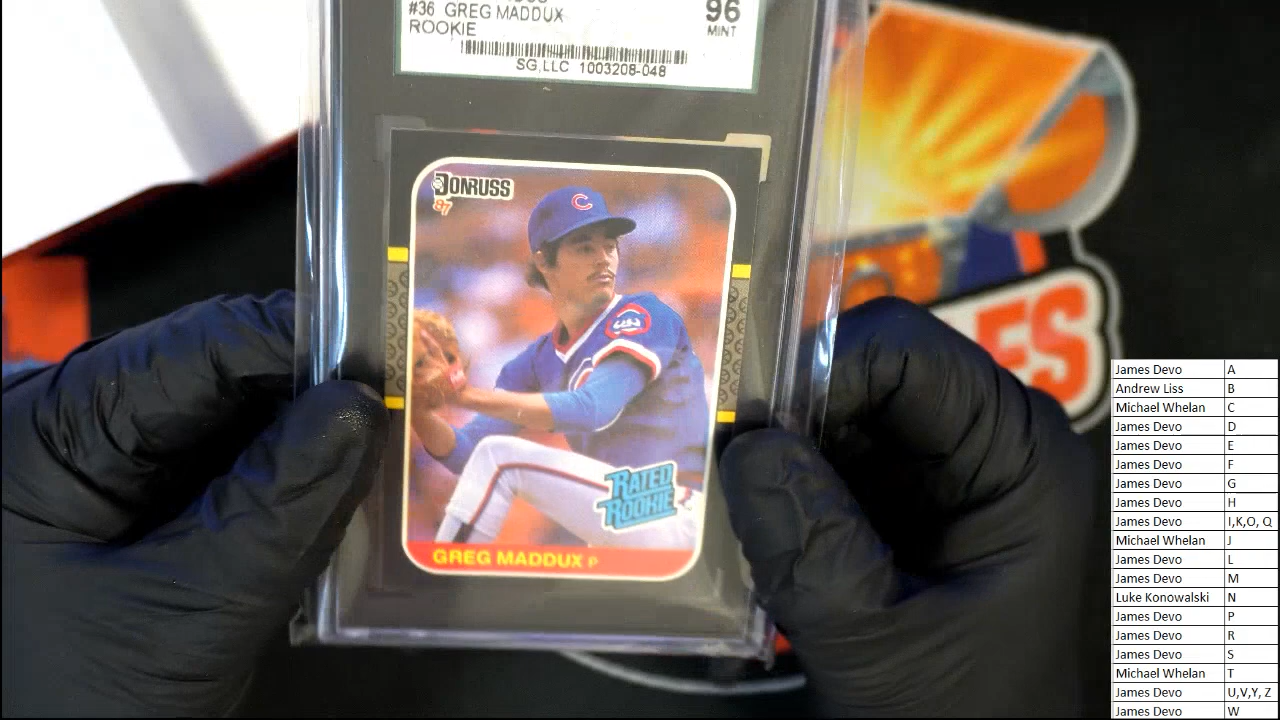 #36 GREG MADDUX
ROOKIE
96
MINT
SG,LLC 1003208-048
DONRUSS
'87
C
RATED
ROOKIE
GREG MADDUX P
ES
James Devo A
Andrew Liss B
Michael Whelan C
James Devo D
James Devo E
James Devo F
James Devo G
James Devo H
James Devo I,K,O, Q
Michael Whelan J
James Devo L
James Devo M
Luke Konowalski N
James Devo P
James Devo R
James Devo S
Michael Whelan T
James Devo U,V,Y, Z
James Devo W